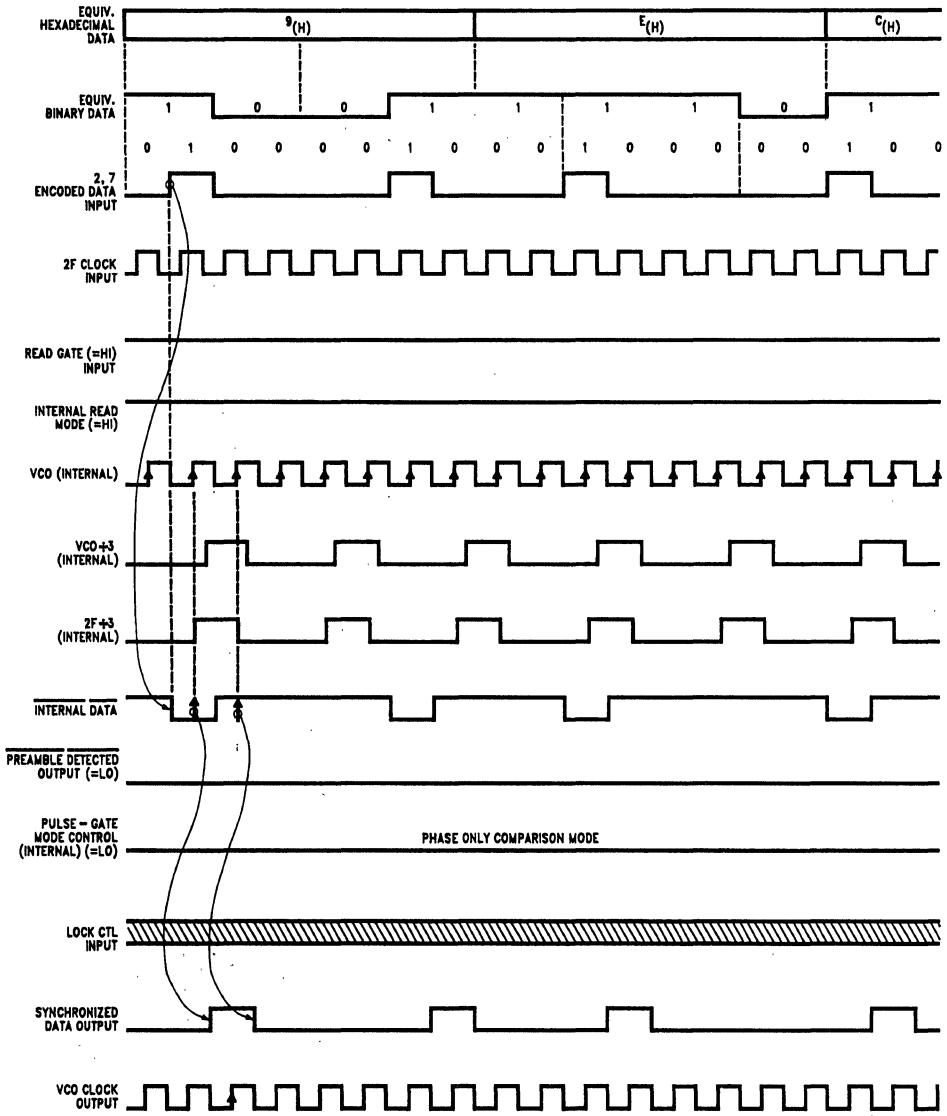 EQUIV.
HEXADECIMAL
DATA
9(H)
E(H)
C(H)
EQUIV.
BINARY DATA
1 0 0 1 1 1 1 0 1
0 1 0 0 0 0 1 0 0 0 1 0 0 0 0 0 1 0 0
2, 7
ENCODED DATA
INPUT
2F CLOCK
INPUT
READ GATE (=HI)
INPUT
INTERNAL READ
MODE (=HI)
VCO (INTERNAL)
VCO÷3
(INTERNAL)
2F÷3
(INTERNAL)
INTERNAL DATA
PREAMBLE DETECTED
OUTPUT (=LO)
PULSE-GATE
MODE CONTROL
(INTERNAL) (=LO)
PHASE ONLY COMPARISON MODE
LOCK CTL
INPUT
SYNCHRONIZED
DATA OUTPUT
VCO CLOCK
OUTPUT